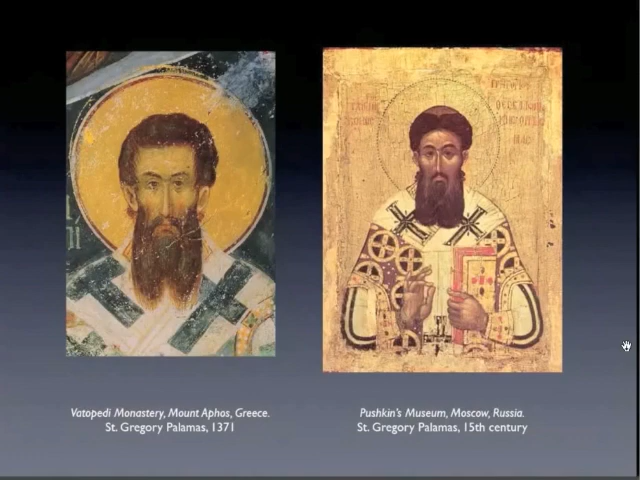 Vatopedi Monastery, Mount Aphos, Greece.
St. Gregory Palamas, 1371
Pushkin's Museum, Moscow, Russia.
St. Gregory Palamas, 15th century